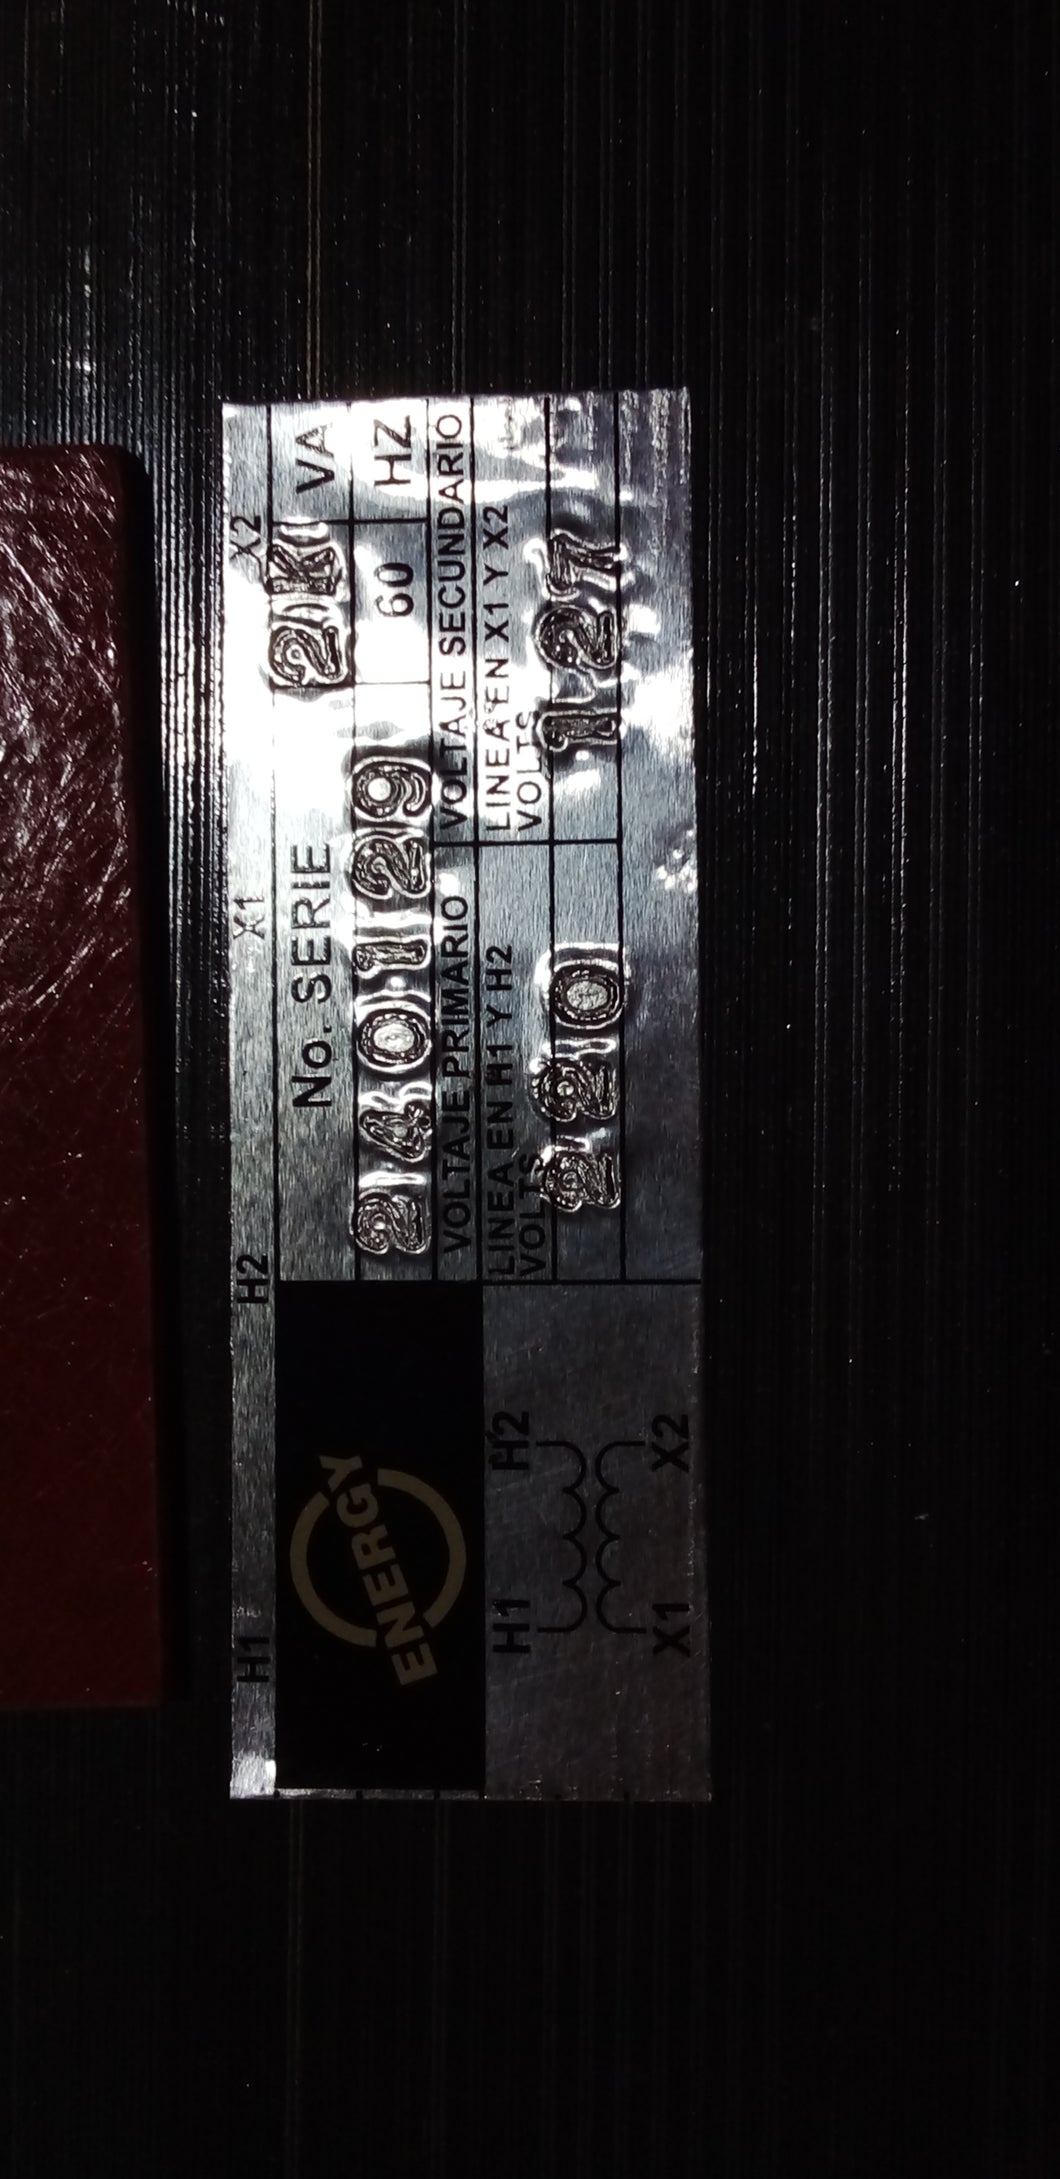 H1 H2 X1 X2
ENERGY
No. SERIE 2K VA
240129 60 HZ
VOLTAJE PRIMARIO VOLTAJE SECUNDARIO
LINEA EN H1 Y H2 LINEA EN X1 Y X2
VOLTS VOLTS
220 127
H1 H2
X1 X2